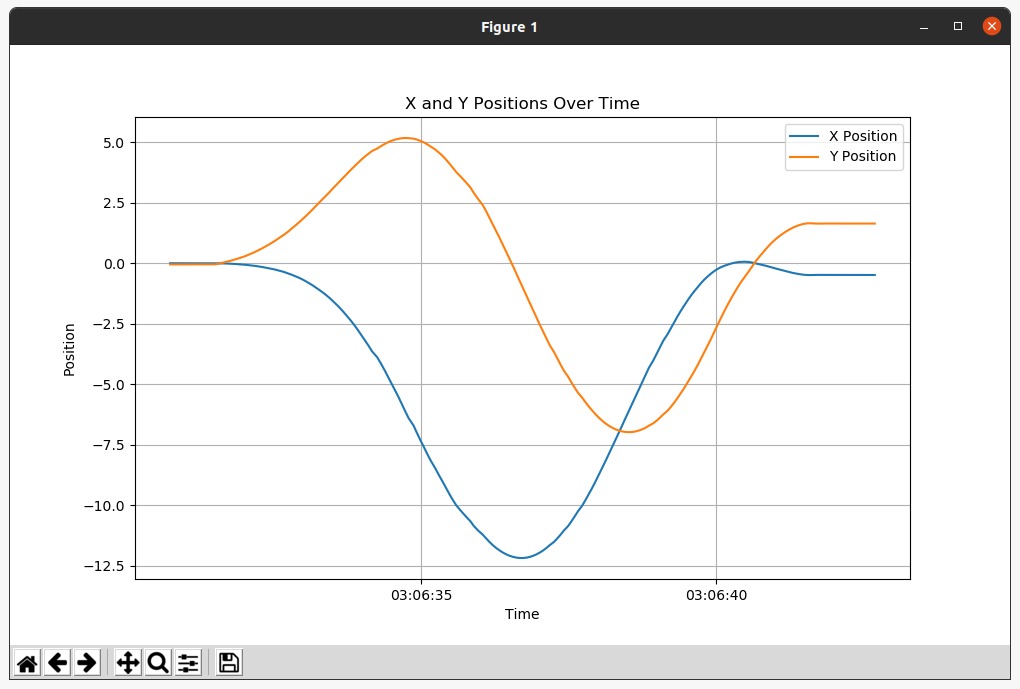 Figure 1
X and Y Positions Over Time
X Position
Y Position
5.0
2.5
0.0
−2.5
−5.0
−7.5
−10.0
−12.5
Position
03:06:35
03:06:40
Time